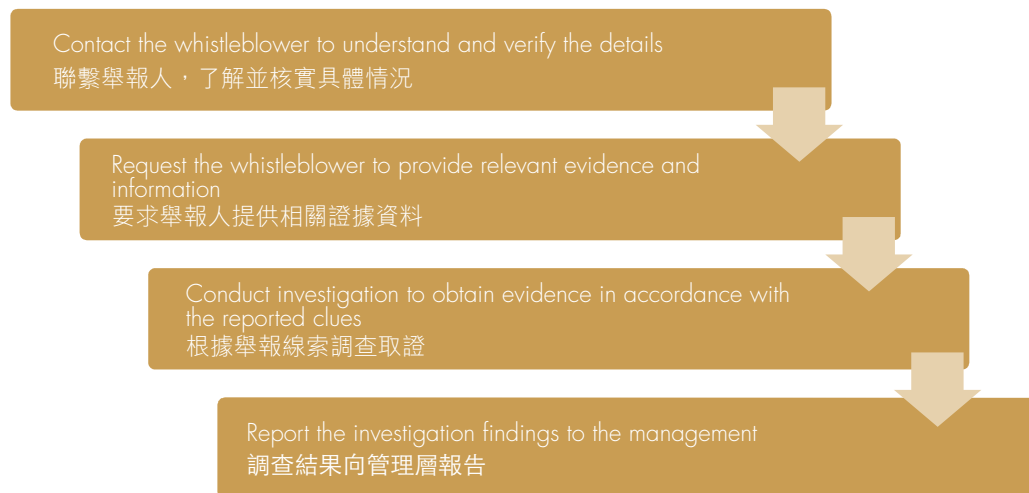 Contact the whistleblower to understand and verify the details
聯繫舉報人，了解並核實具體情況
Request the whistleblower to provide relevant evidence and
information
要求舉報人提供相關證據資料
Conduct investigation to obtain evidence in accordance with
the reported clues
根據舉報線索調查取證
Report the investigation findings to the management
調查結果向管理層報告